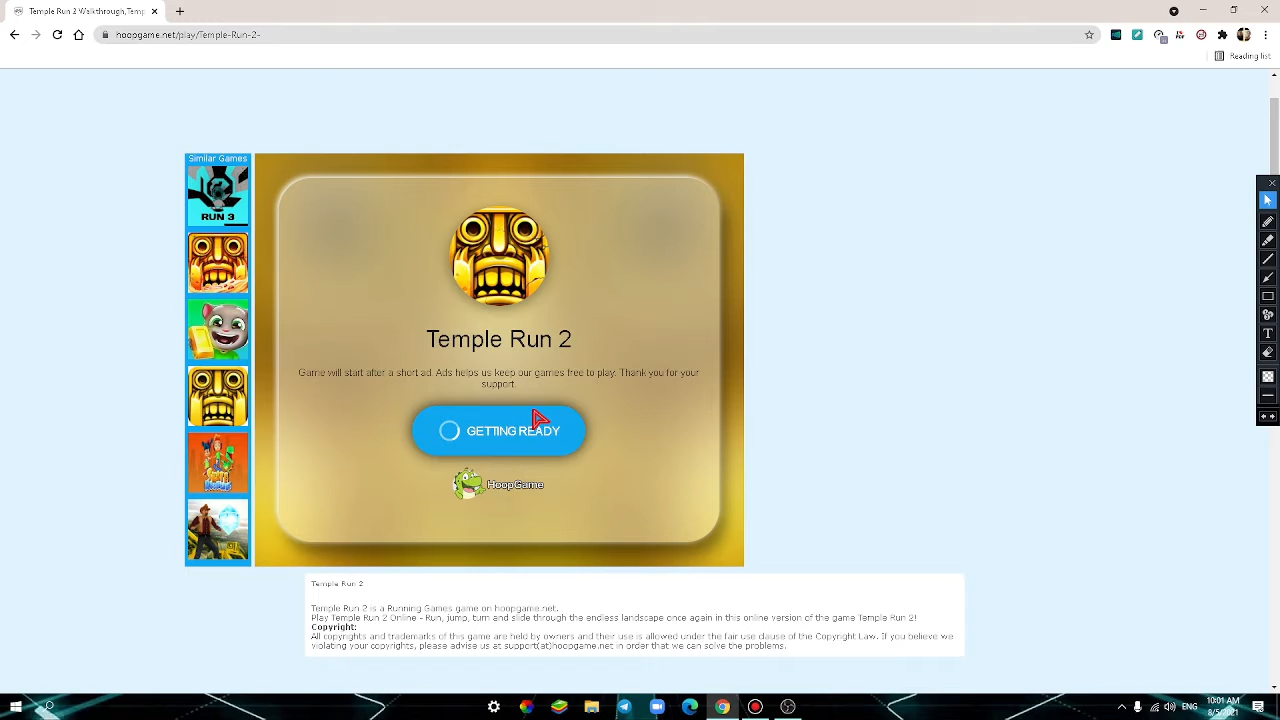 Temple Run 2 Walkthrough,Temp
hoopgame.net/play/Temple-Run-2-
Reading list
Similar Games
RUN 3
Temple Run 2
Game will start after a short ad. Ads helps us keep our games free to play. Thank you for your
support.
GETTING READY
HoopGame
Temple Run 2
Temple Run 2 is a Running Games game on hoopgame.net.
Play Temple Run 2 Online - Run, jump, turn and slide through the endless landscape once again in this online version of the game Temple Run 2!
Copyright:
All copyrights and trademarks of this game are held by owners and their use is allowed under the fair use clause of the Copyright Law. If you believe we
violating your copyrights, please advise us at support(at)hoopgame.net in order that we can solve the problems.
10:01 AM
8/5/2021